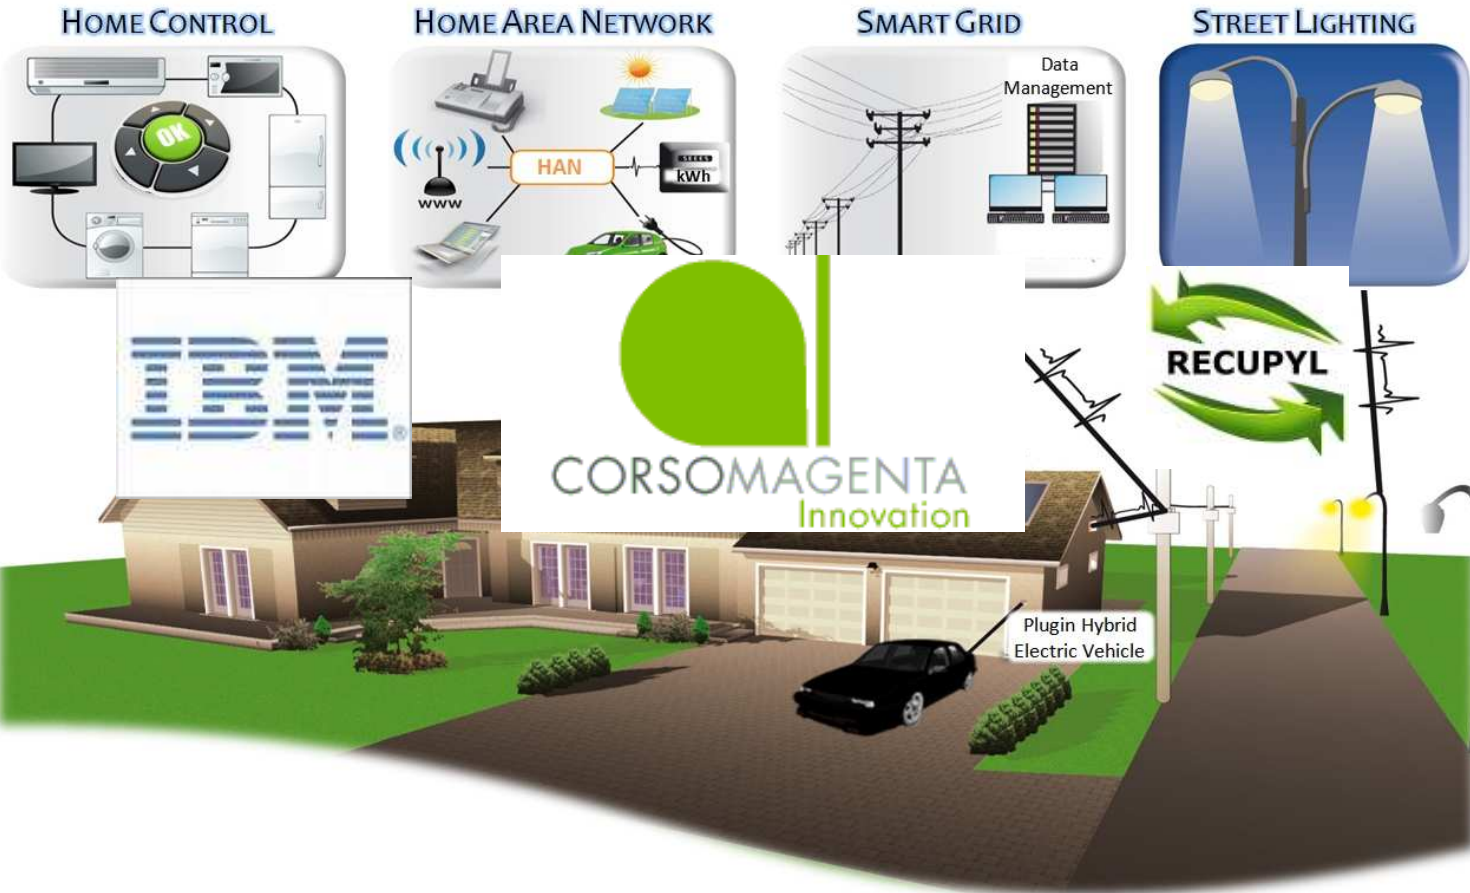 HOME CONTROL
HOME AREA NETWORK
SMART GRID
STREET LIGHTING
OK
HAN
www
kWh
Data
Management
IBM
CORSOMAGENTA
Innovation
RECUPYL
Plugin Hybrid
Electric Vehicle